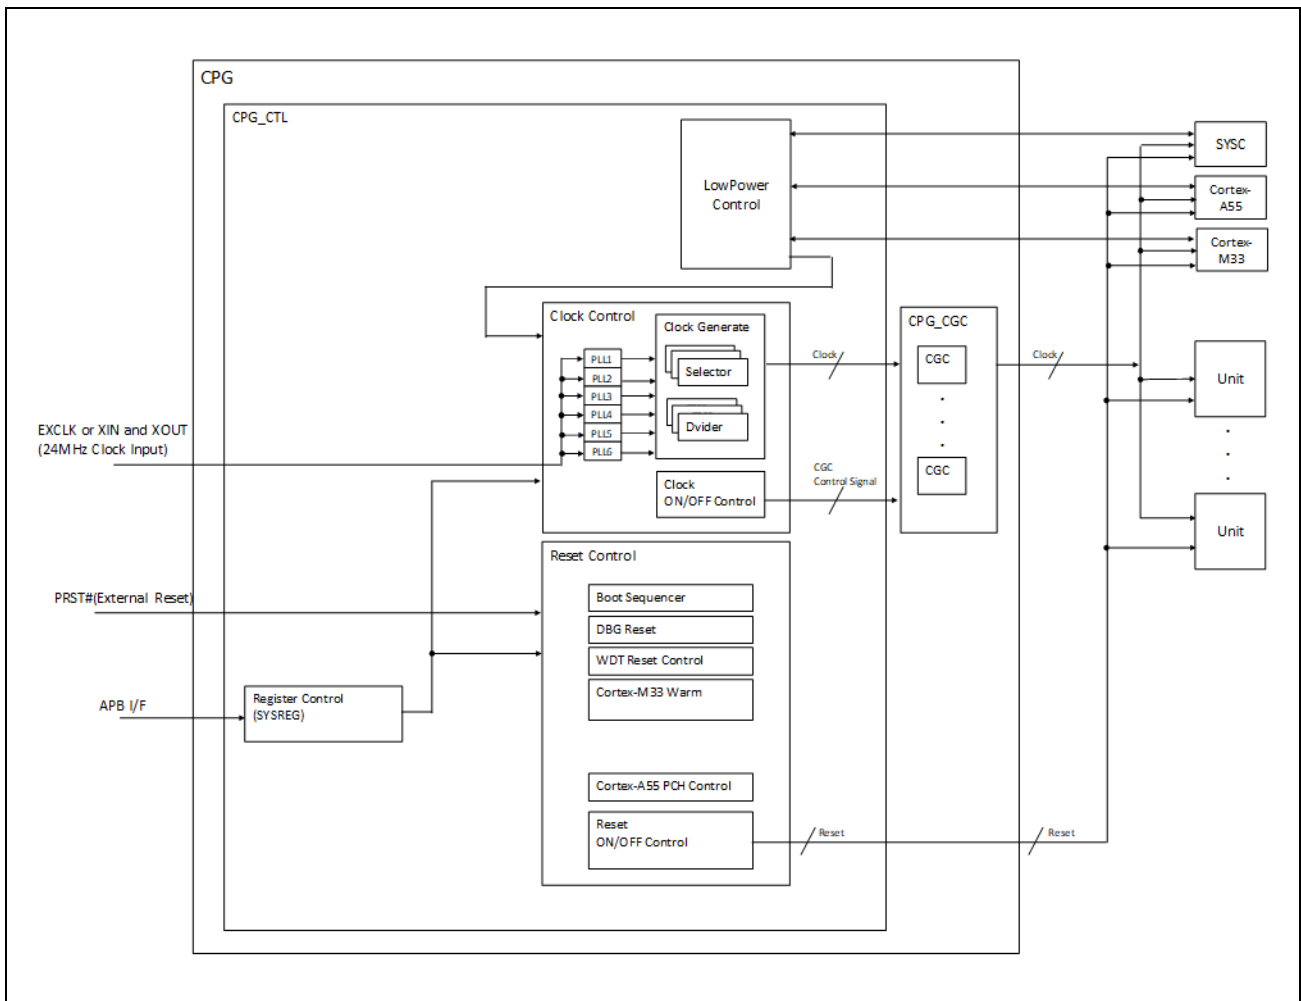 CPG
CPG_CTL
LowPower
Control
SYSC
Cortex-
A55
Cortex-
M33
Clock Control
Clock Generate
PLL1
PLL2
PLL3
PLL4
PLL5
PLL6
Selector
Dvider
Clock
ON/OFF Control
Clock
CGC
Control Signal
CPG_CGC
CGC
CGC
Clock
Unit
Unit
EXCLK or XIN and XOUT
(24MHz Clock Input)
PRST#(External Reset)
APB I/F
Register Control
(SYSREG)
Reset Control
Boot Sequencer
DBG Reset
WDT Reset Control
Cortex-M33 Warm
Cortex-A55 PCH Control
Reset
ON/OFF Control
Reset
Reset